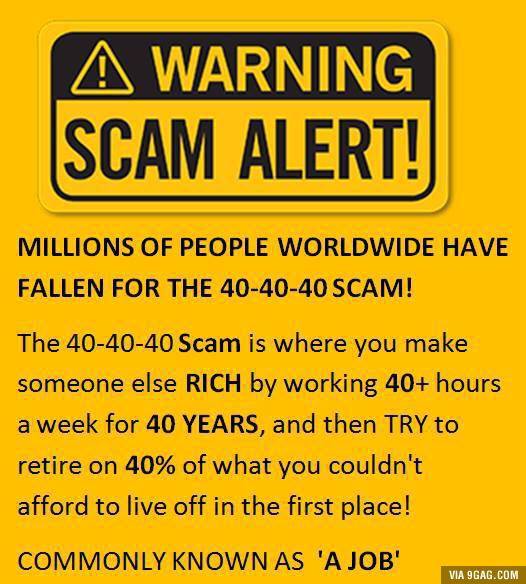 WARNING
SCAM ALERT!
MILLIONS OF PEOPLE WORLDWIDE HAVE
FALLEN FOR THE 40-40-40 SCAM!
The 40-40-40 Scam is where you make
someone else RICH by working 40+ hours
a week for 40 YEARS, and then TRY to
retire on 40% of what you couldn't
afford to live off in the first place!
COMMONLY KNOWN AS 'A JOB'
VIA 9GAG.COM